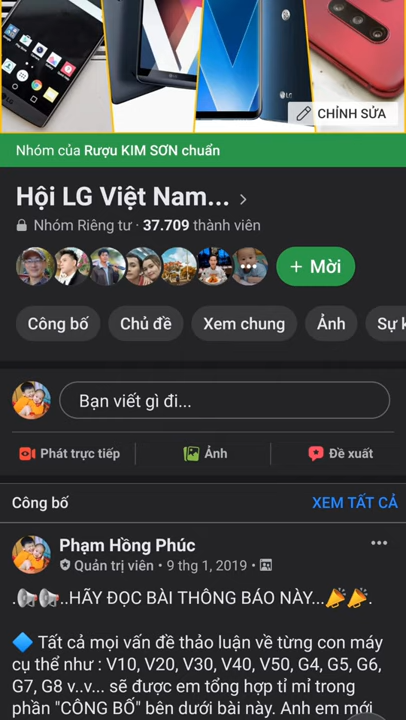 LG
LG
LG
CHỈNH SỬA
Nhóm của Rượu KIM SƠN chuẩn
Hội LG Việt Nam... >
Nhóm Riêng tư · 37.709 thành viên
+ Mời
Công bố Chủ đề Xem chung Ảnh Sự k
Bạn viết gì đi...
Phát trực tiếp Ảnh Đề xuất
Công bố XEM TẤT CẢ
Phạm Hồng Phúc
Quản trị viên • 9 thg 1, 2019 •
.📢📢..HÃY ĐỌC BÀI THÔNG BÁO NÀY...🎉🎉.
🔷 Tất cả mọi vấn đề thảo luận về từng con máy
cụ thể như : V10, V20, V30, V40, V50, G4, G5, G6,
G7, G8 v..v... sẽ được em tổng hợp tỉ mỉ trong
phần "CÔNG BỐ" bên dưới bài này. Anh em mới